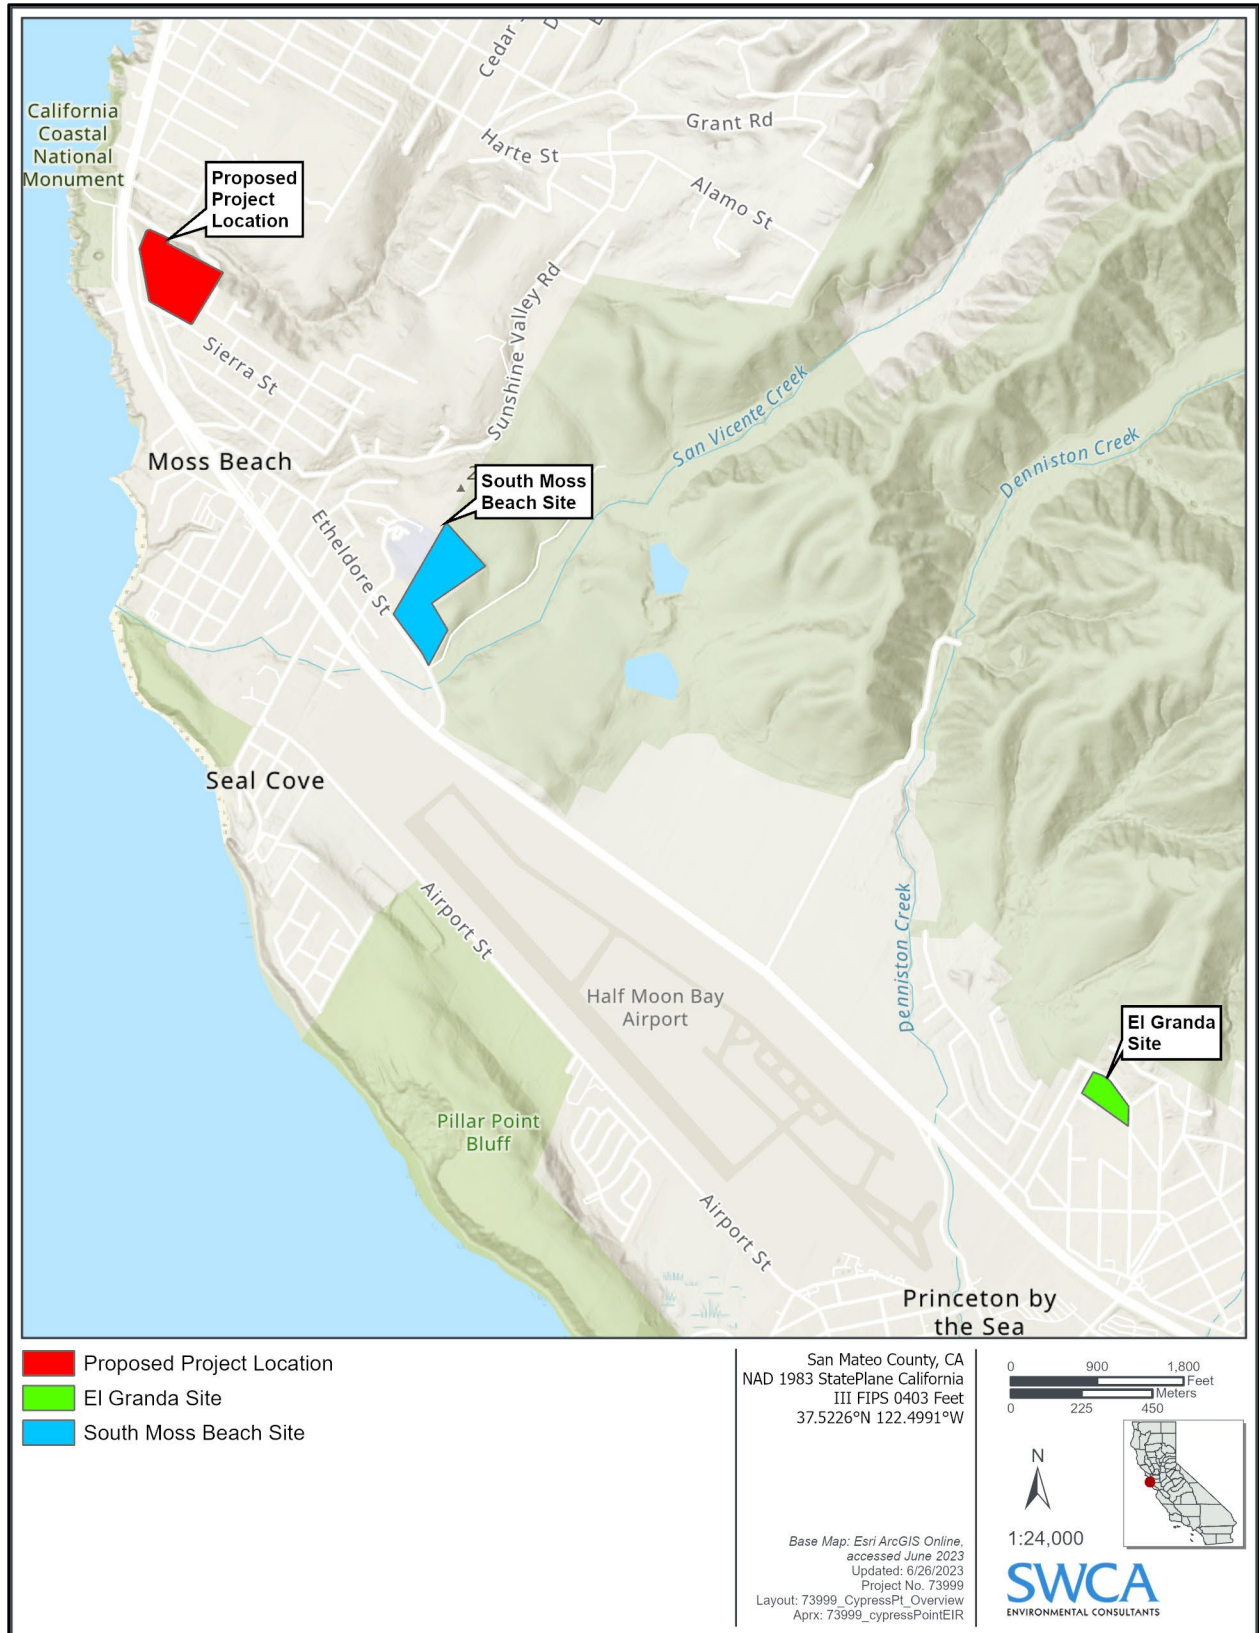 Cedar
D
California
Coastal
National
Monument
Grant Rd
Harte St
Proposed
Project
Location
Alamo St
Sunshine Valley Rd
Sierra St
San Vicente Creek
Denniston Creek
Moss Beach
2
South Moss
Beach Site
Etheldore St
Seal Cove
Airport St
Denniston Creek
Half Moon Bay
Airport
El Granda
Site
Pillar Point
Bluff
Airport St
Princeton by
the Sea
Proposed Project Location
El Granda Site
South Moss Beach Site
San Mateo County, CA
NAD 1983 StatePlane California
III FIPS 0403 Feet
37.5226°N 122.4991°W
Base Map: Esri ArcGIS Online,
accessed June 2023
Updated: 6/26/2023
Project No. 73999
Layout: 73999_CypressPt_Overview
Aprx: 73999_cypressPointEIR
0 900 1,800
Feet
Meters
0 225 450
N
1:24,000
SWCA
ENVIRONMENTAL CONSULTANTS